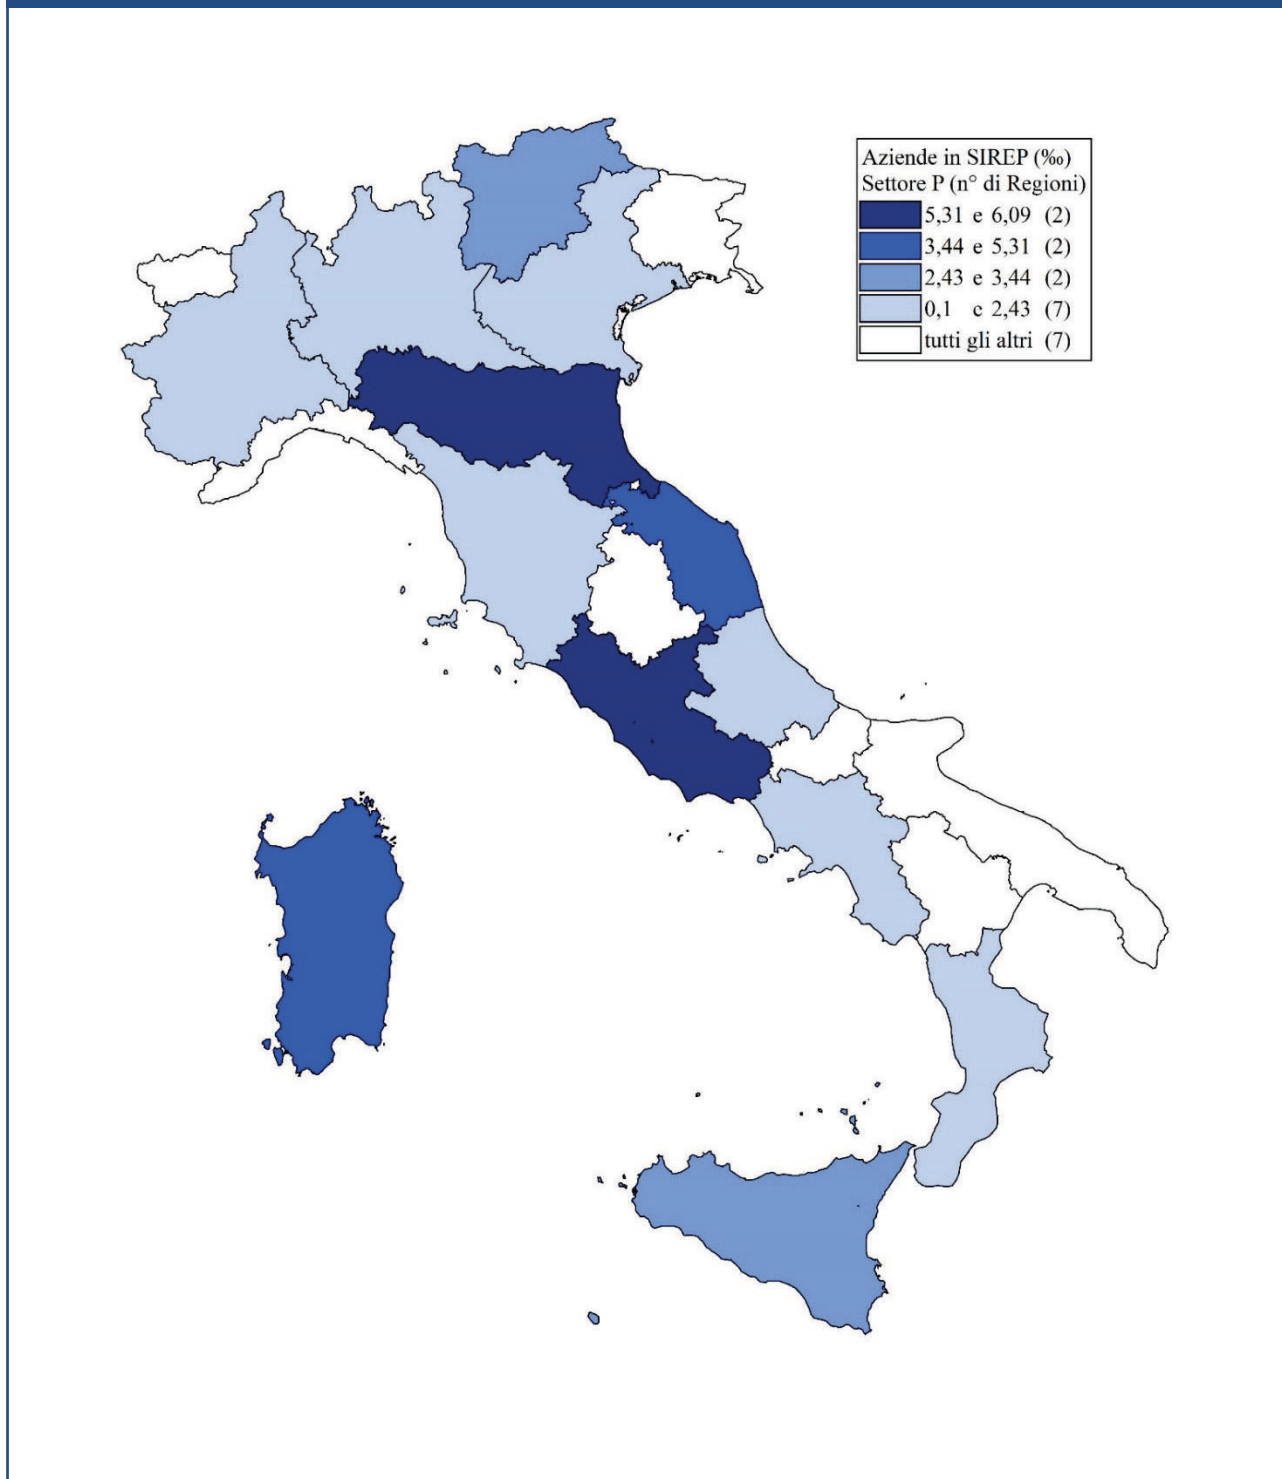 Aziende in SIREP (‰)
Settore P (n° di Regioni)
5,31 e 6,09 (2)
3,44 e 5,31 (2)
2,43 e 3,44 (2)
0,1 c 2,43 (7)
tutti gli altri (7)